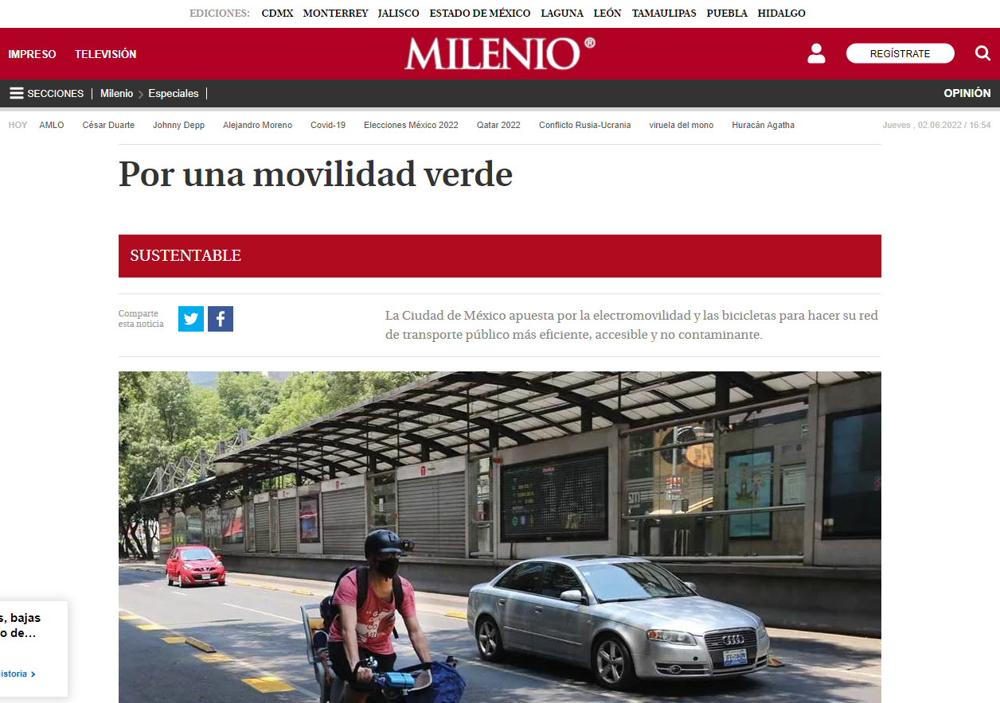 EDICIONES: CDMX MONTERREY JALISCO ESTADO DE MÉXICO LAGUNA LEÓN TAMAULIPAS PUEBLA HIDALGO
IMPRESO TELEVISIÓN MILENIO® REGÍSTRATE
SECCIONES Milenio Especiales OPINIÓN
HOY AMLO César Duarte Johnny Depp Alejandro Moreno Covid-19 Elecciones México 2022 Qatar 2022 Conflicto Rusia-Ucrania viruela del mono Huracán Agatha Jueves , 02.06.2022 / 16:54
Por una movilidad verde
SUSTENTABLE
Comparte
esta noticia
La Ciudad de México apuesta por la electromovilidad y las bicicletas para hacer su red
de transporte público más eficiente, accesible y no contaminante.
s, bajas
o de...
istoria